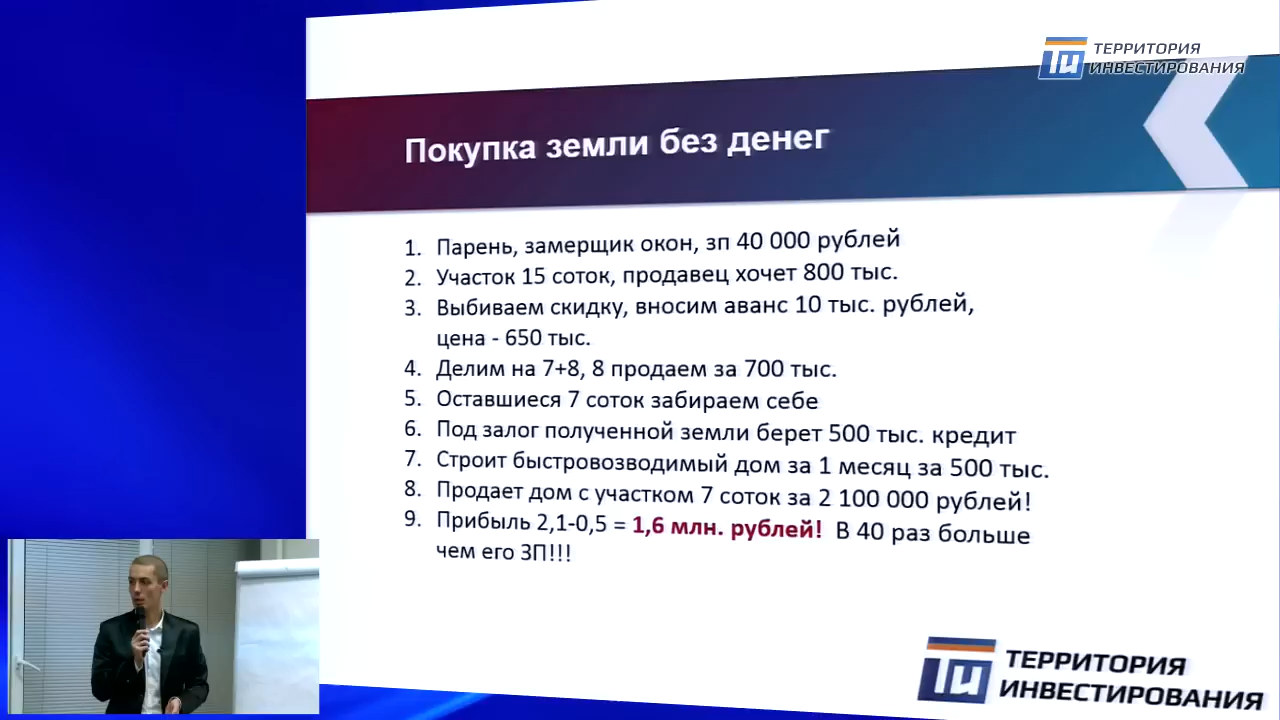 ТЕРРИТОРИЯ
ИНВЕСТИРОВАНИЯ
Покупка земли без денег
1. Парень, замерщик окон, зп 40 000 рублей
2. Участок 15 соток, продавец хочет 800 тыс.
3. Выбиваем скидку, вносим аванс 10 тыс. рублей,
цена - 650 тыс.
4. Делим на 7+8, 8 продаем за 700 тыс.
5. Оставшиеся 7 соток забираем себе
6. Под залог полученной земли берет 500 тыс. кредит
7. Строит быстровозводимый дом за 1 месяц за 500 тыс.
8. Продает дом с участком 7 соток за 2 100 000 рублей!
9. Прибыль 2,1-0,5 = 1,6 млн. рублей! В 40 раз больше
чем его ЗП!!!
ТИ ТЕРРИТОРИЯ
ИНВЕСТИРОВАНИЯ